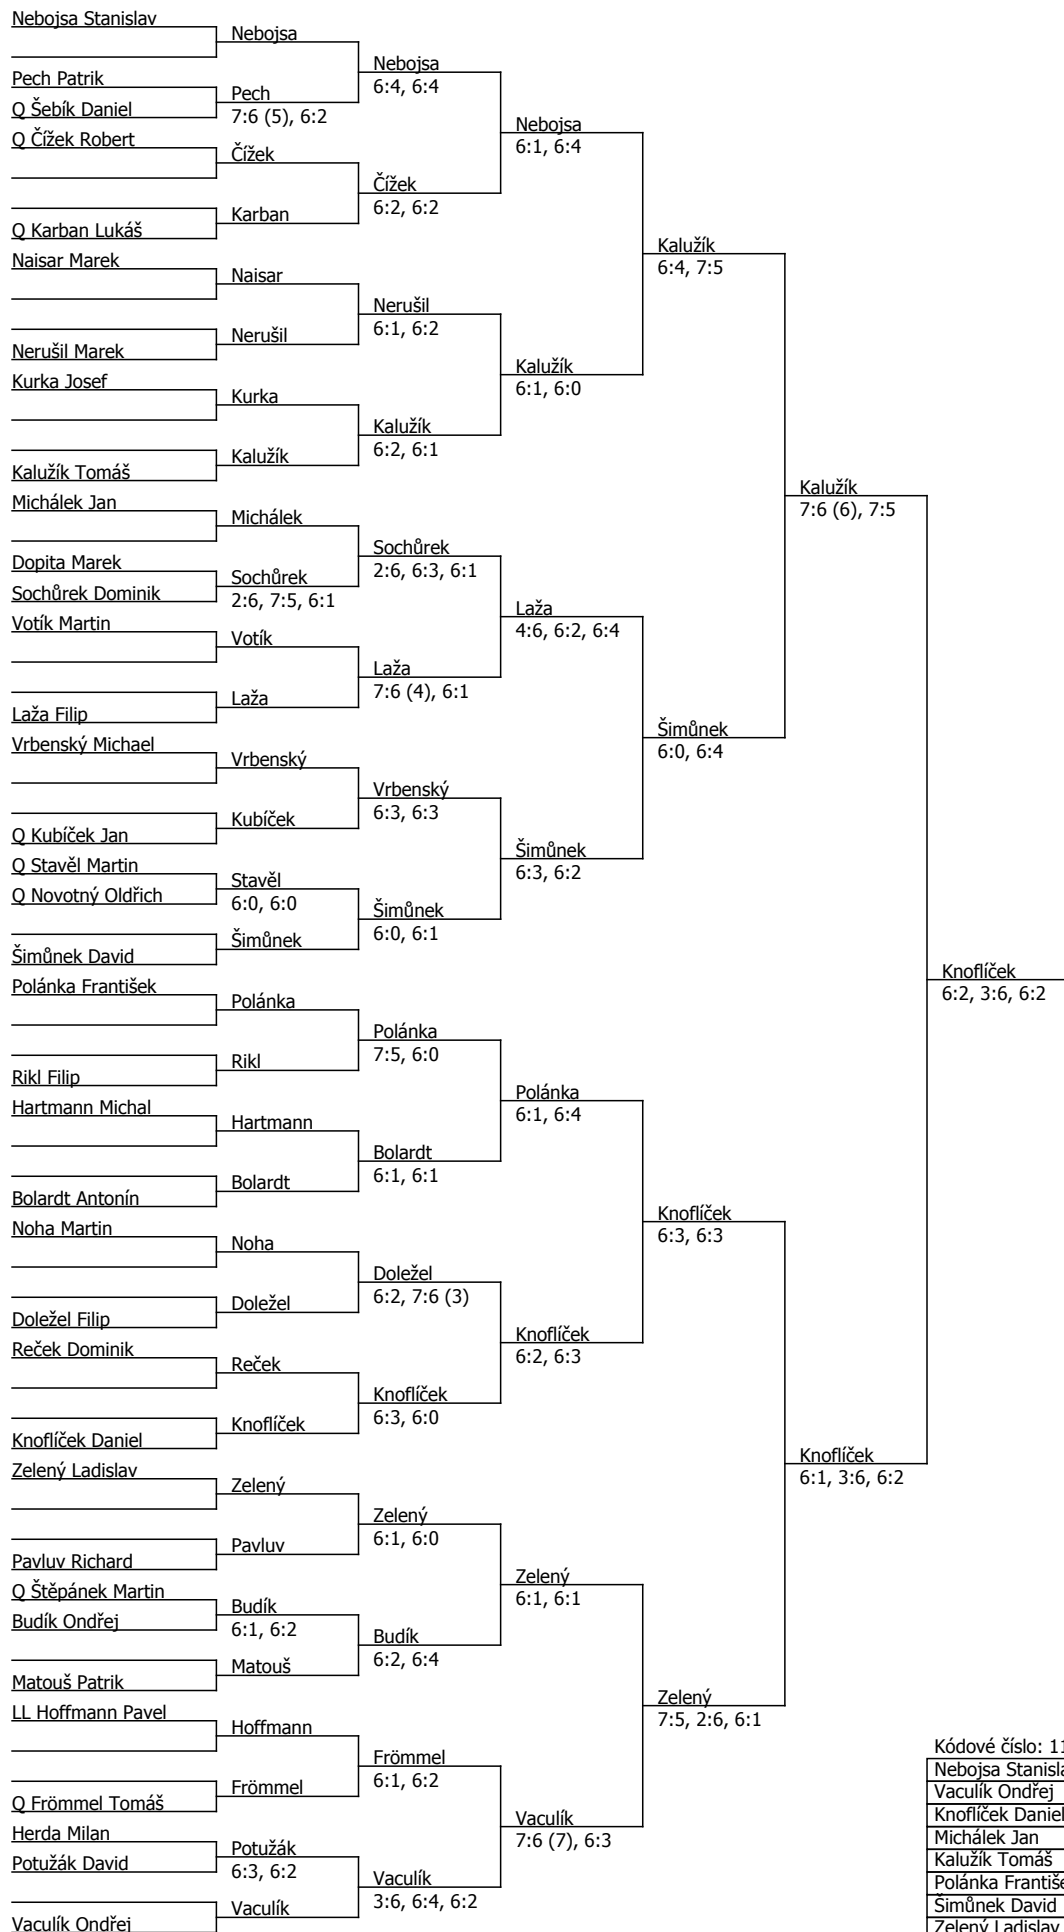 Nebojsa Stanislav
Pech Patrik
Q Šebík Daniel
Q Čížek Robert
Q Karban Lukáš
Naisar Marek
Nerušil Marek
Kurka Josef
Kalužík Tomáš
Michálek Jan
Dopita Marek
Sochůrek Dominik
Votík Martin
Laža Filip
Vrbenský Michael
Q Kubíček Jan
Q Stavěl Martin
Q Novotný Oldřich
Šimůnek David
Polánka František
Rikl Filip
Hartmann Michal
Bolardt Antonín
Noha Martin
Doležel Filip
Reček Dominik
Knoflíček Daniel
Zelený Ladislav
Pavluv Richard
Q Štěpánek Martin
Budík Ondřej
Matouš Patrik
LL Hoffmann Pavel
Q Frömmel Tomáš
Herda Milan
Potužák David
Vaculík Ondřej
Nebojsa
Pech
7:6 (5), 6:2
Čížek
Karban
Naisar
Nerušil
Kurka
Kalužík
Michálek
Sochůrek
2:6, 7:5, 6:1
Votík
Laža
Vrbenský
Kubíček
Stavěl
6:0, 6:0
Šimůnek
Polánka
Rikl
Hartmann
Bolardt
Noha
Doležel
Reček
Knoflíček
Zelený
Pavluv
Budík
6:1, 6:2
Matouš
Hoffmann
Frömmel
Potužák
6:3, 6:2
Vaculík
Nebojsa
6:4, 6:4
Čížek
6:2, 6:2
Nerušil
6:1, 6:2
Kalužík
6:2, 6:1
Sochůrek
2:6, 6:3, 6:1
Laža
7:6 (4), 6:1
Vrbenský
6:3, 6:3
Šimůnek
6:0, 6:1
Polánka
7:5, 6:0
Bolardt
6:1, 6:1
Doležel
6:2, 7:6 (3)
Knoflíček
6:3, 6:0
Zelený
6:1, 6:0
Budík
6:2, 6:4
Frömmel
6:1, 6:2
Vaculík
3:6, 6:4, 6:2
Nebojsa
6:1, 6:4
Kalužík
6:1, 6:0
Laža
4:6, 6:2, 6:4
Šimůnek
6:3, 6:2
Polánka
6:1, 6:4
Knoflíček
6:2, 6:3
Zelený
6:1, 6:1
Vaculík
7:6 (7), 6:3
Kalužík
6:4, 7:5
Šimůnek
6:0, 6:4
Knoflíček
6:3, 6:3
Zelený
7:5, 2:6, 6:1
Kalužík
7:6 (6), 7:5
Knoflíček
6:1, 3:6, 6:2
Knoflíček
6:2, 3:6, 6:2
Kódové číslo: 11
Nebojsa Stanisla
Vaculík Ondřej
Knoflíček Daniel
Michálek Jan
Kalužík Tomáš
Polánka Františe
Šimůnek David
Zelený Ladislav